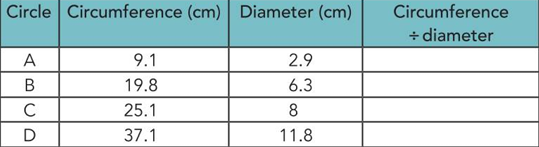 Circle Circumference (cm) Diameter (cm) Circumference
÷ diameter
A 9.1 2.9
B 19.8 6.3
C 25.1 8
D 37.1 11.8